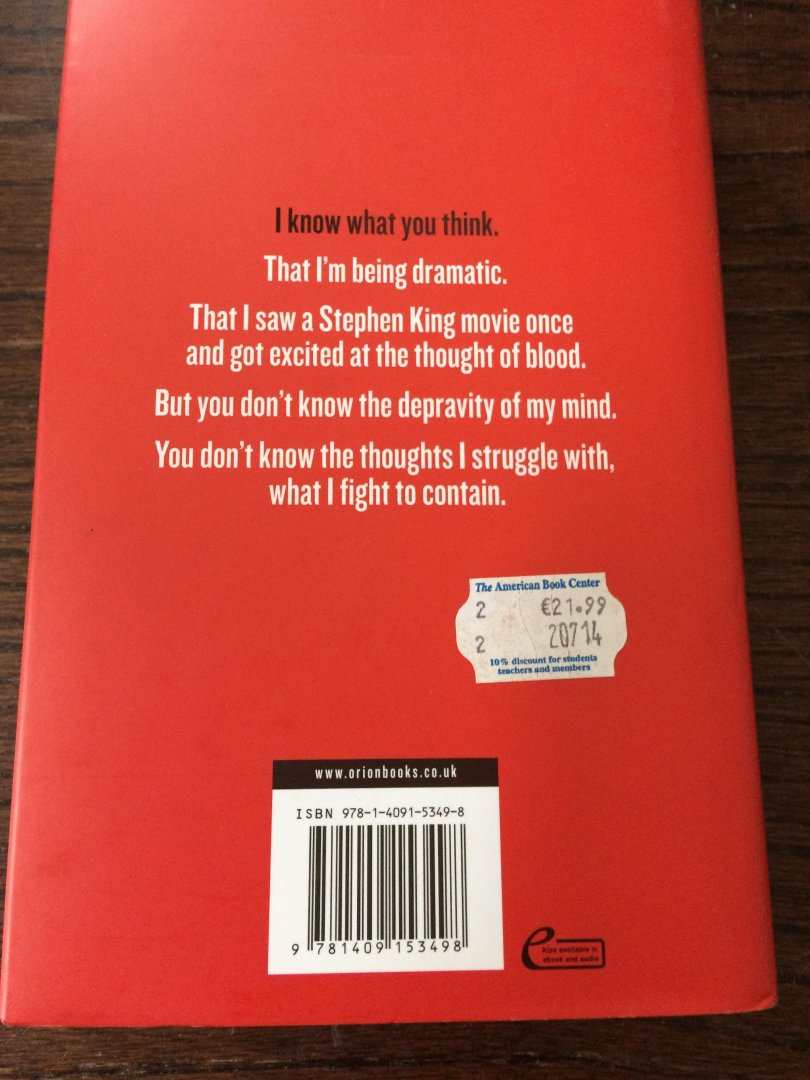 I know what you think.
That I'm being dramatic.
That I saw a Stephen King movie once
and got excited at the thought of blood.
But you don't know the depravity of my mind.
You don't know the thoughts I struggle with,
what I fight to contain.
The American Book Center
2 €21.99
2 20714
10% discount for students
teachers and members
www.orionbooks.co.uk
ISBN 978-1-4091-5349-8
9 781409 153498
e
Also available in
ebook and audio